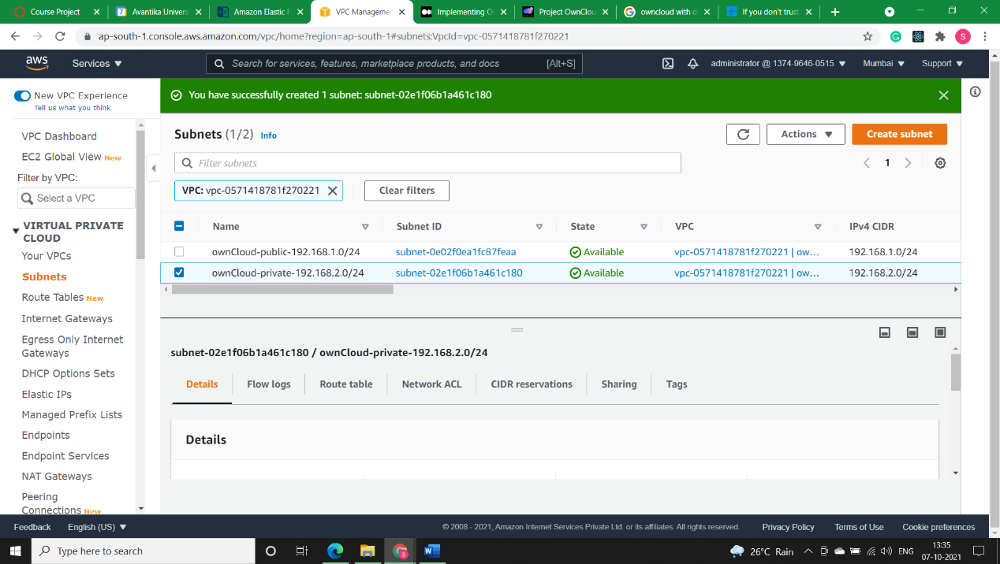 Course Project
Avantika Univers
Amazon Elastic F
VPC Managemen
Implementing O
Project OwnClou
owncloud with d
If you don't trust
ap-south-1.console.aws.amazon.com/vpc/home?region=ap-south-1#subnets:VpcId=vpc-0571418781f270221
S
aws
Services
Search for services, features, marketplace products, and docs
[Alt+S]
administrator @ 1374-9646-0515
Mumbai
Support
New VPC Experience
Tell us what you think
You have successfully created 1 subnet: subnet-02e1f06b1a461c180
VPC Dashboard
EC2 Global View New
Filter by VPC:
Select a VPC
VIRTUAL PRIVATE
CLOUD
Your VPCs
Subnets
Route Tables New
Internet Gateways
Egress Only Internet
Gateways
DHCP Options Sets
Elastic IPs
Managed Prefix Lists
Endpoints
Endpoint Services
NAT Gateways
Peering
Connections New
Subnets (1/2) Info
Actions
Create subnet
Filter subnets
1
VPC: vpc-0571418781f270221
Clear filters
Name Subnet ID State VPC IPv4 CIDR
ownCloud-public-192.168.1.0/24 subnet-0e02f0ea1fc87feaa Available vpc-0571418781f270221 | ow... 192.168.1.0/24
ownCloud-private-192.168.2.0/24 subnet-02e1f06b1a461c180 Available vpc-0571418781f270221 | ow... 192.168.2.0/24
subnet-02e1f06b1a461c180 / ownCloud-private-192.168.2.0/24
Details Flow logs Route table Network ACL CIDR reservations Sharing Tags
Details
Feedback English (US) © 2008 - 2021, Amazon Internet Services Private Ltd. or its affiliates. All rights reserved. Privacy Policy Terms of Use Cookie preferences
Type here to search
26°C Rain
ENG
13:35
07-10-2021